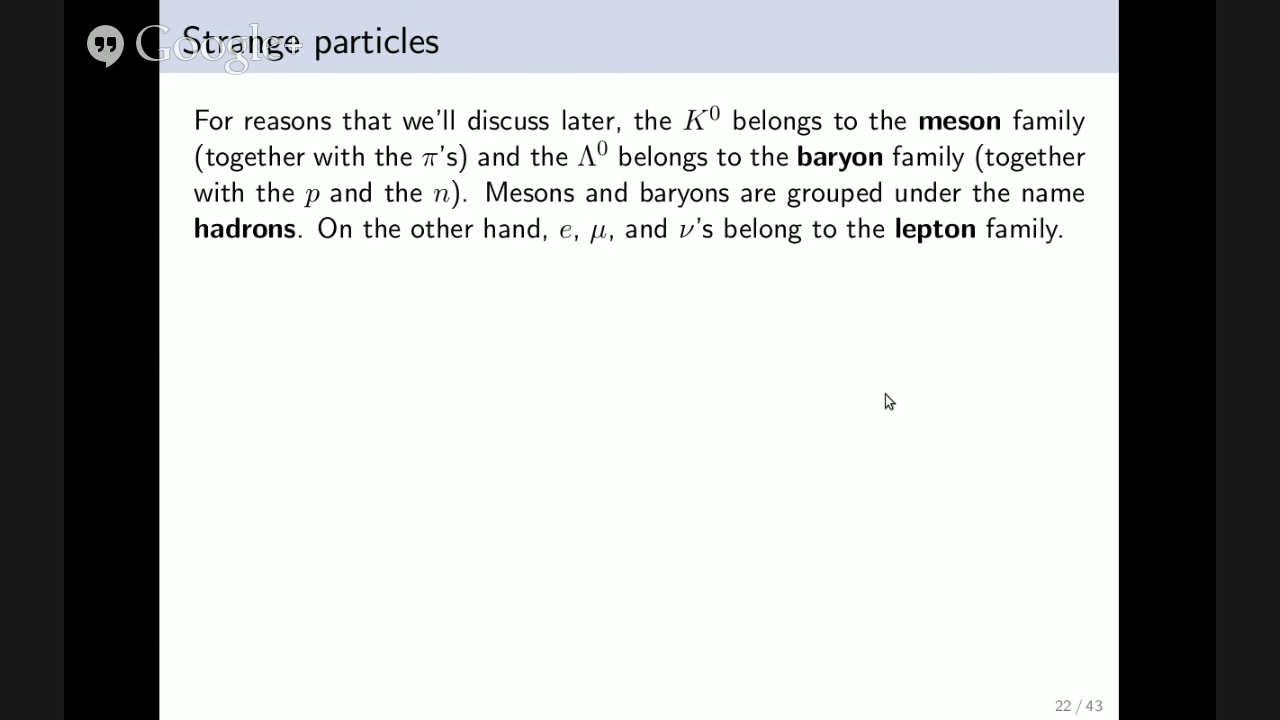 Google+
Strange particles
For reasons that we'll discuss later, the K⁰ belongs to the meson family
(together with the π's) and the Λ⁰ belongs to the baryon family (together
with the p and the n). Mesons and baryons are grouped under the name
hadrons. On the other hand, e, μ, and ν's belong to the lepton family.
22 / 43